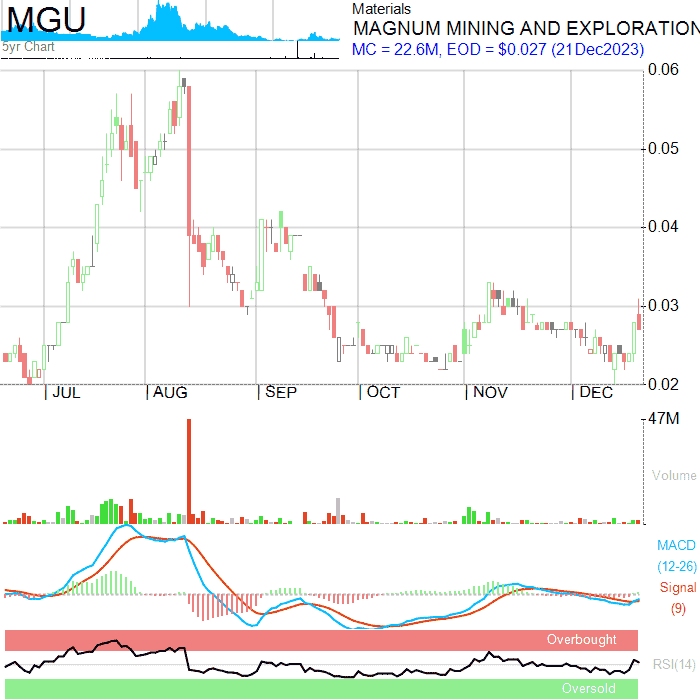 MGU
5yr Chart
Materials
MAGNUM MINING AND EXPLORATION
MC = 22.6M, EOD = $0.027 (21Dec2023)
0.06
0.05
0.04
0.03
0.02
JUL
AUG
SEP
OCT
NOV
DEC
47M
Volume
MACD
(12-26)
Signal
(9)
Overbought
RSI(14)
Oversold